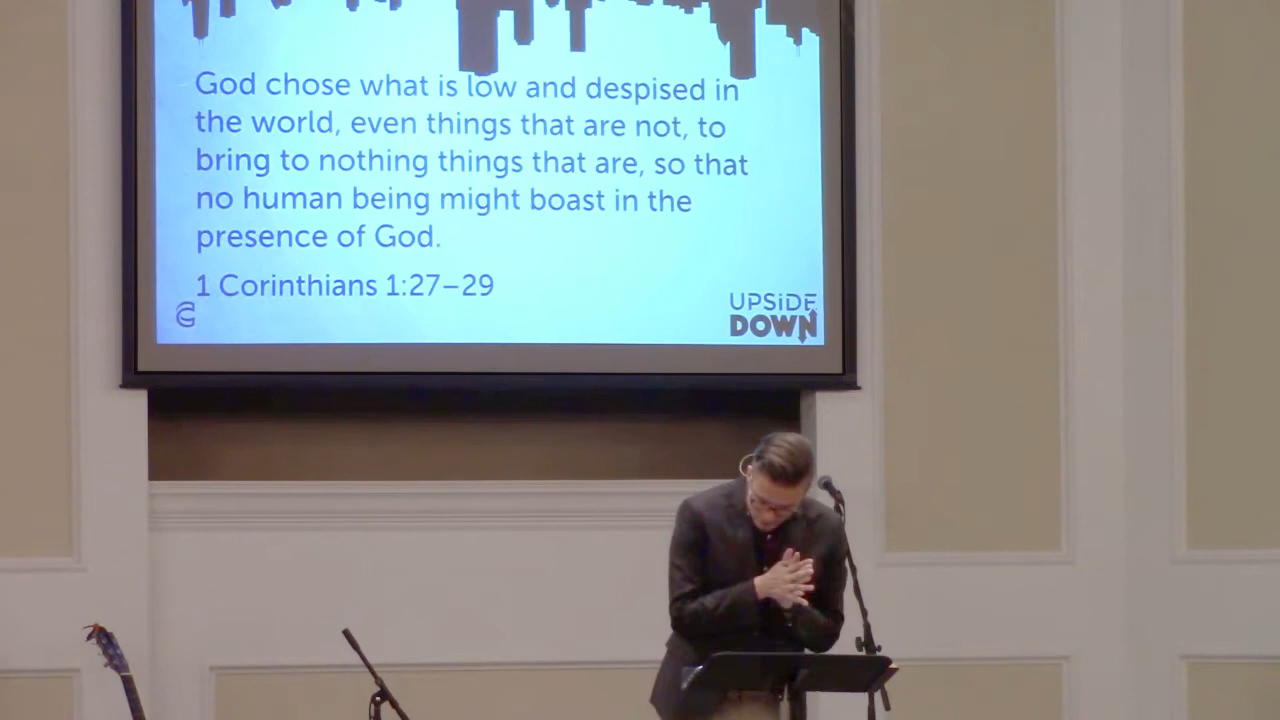 God chose what is low and despised in
the world, even things that are not, to
bring to nothing things that are, so that
no human being might boast in the
presence of God.
1 Corinthians 1:27–29
UPSiDE
DOWN